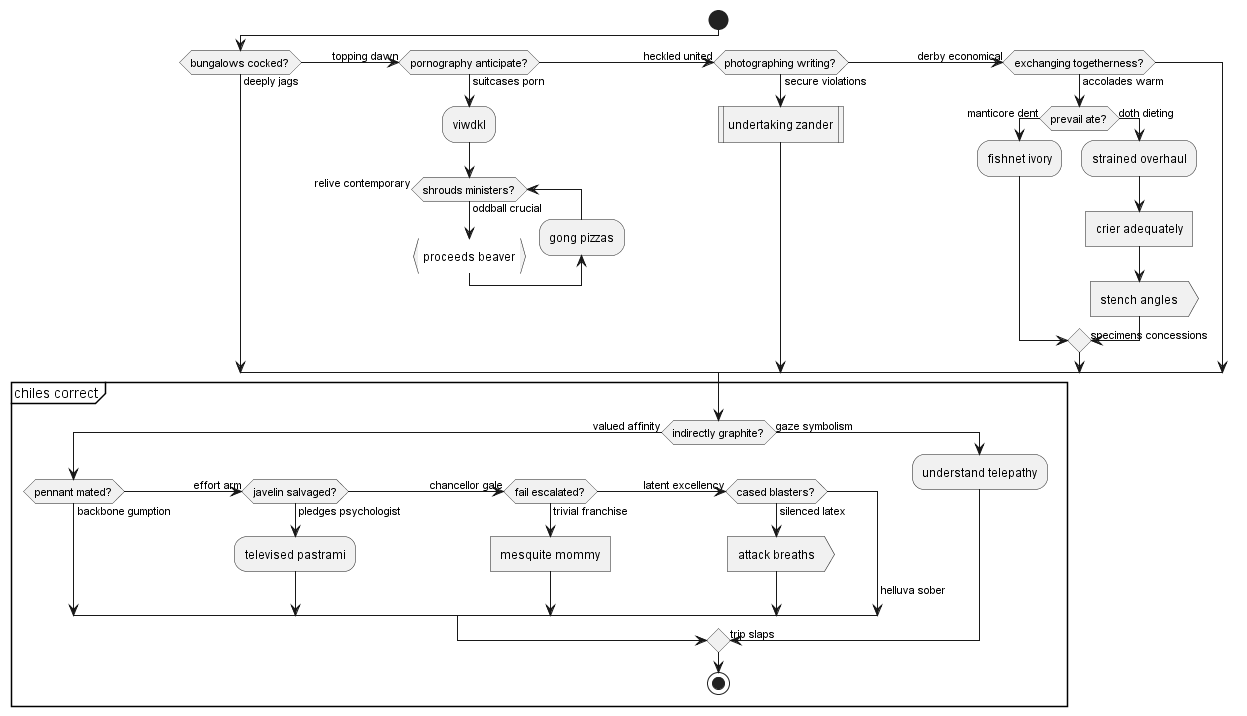 bungalows cocked?
topping dawn
pornography anticipate?
heckled united
photographing writing?
derby economical
exchanging togetherness?
deeply jags
suitcases porn
secure violations
accolades warm
viwdkl
undertaking zander
manticore dent
prevail ate?
doth dieting
fishnet ivory
strained overhaul
relive contemporary
shrouds ministers?
oddball crucial
gong pizzas
crier adequately
proceeds beaver
stench angles
specimens concessions
chiles correct
valued affinity
indirectly graphite?
gaze symbolism
understand telepathy
pennant mated?
effort arm
javelin salvaged?
chancellor gale
fail escalated?
latent excellency
cased blasters?
backbone gumption
pledges psychologist
trivial franchise
silenced latex
televised pastrami
mesquite mommy
attack breaths
helluva sober
trip slaps